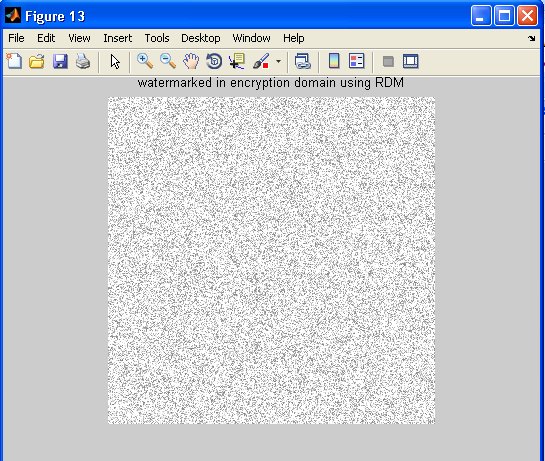 Figure 13
File Edit View Insert Tools Desktop Window Help
watermarked in encryption domain using RDM